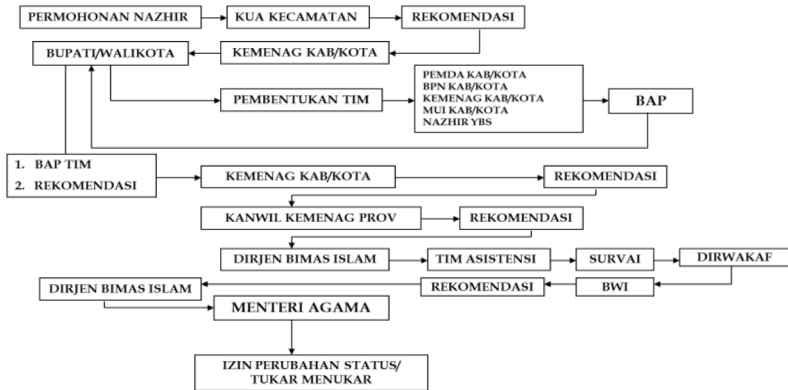 PERMOHONAN NAZHIR
KUA KECAMATAN
REKOMENDASI
BUPATI/WALIKOTA
KEMENAG KAB/KOTA
PEMBENTUKAN TIM
PEMDA KAB/KOTA
BPN KAB/KOTA
KEMENAG KAB/KOTA
MUI KAB/KOTA
NAZHIR YBS
BAP
1. BAP TIM
2. REKOMENDASI
KEMENAG KAB/KOTA
REKOMENDASI
KANWIL KEMENAG PROV
REKOMENDASI
DIRJEN BIMAS ISLAM
TIM ASISTENSI
SURVAI
DIRWAKAF
DIRJEN BIMAS ISLAM
REKOMENDASI
BWI
MENTERI AGAMA
IZIN PERUBAHAN STATUS/
TUKAR MENUKAR